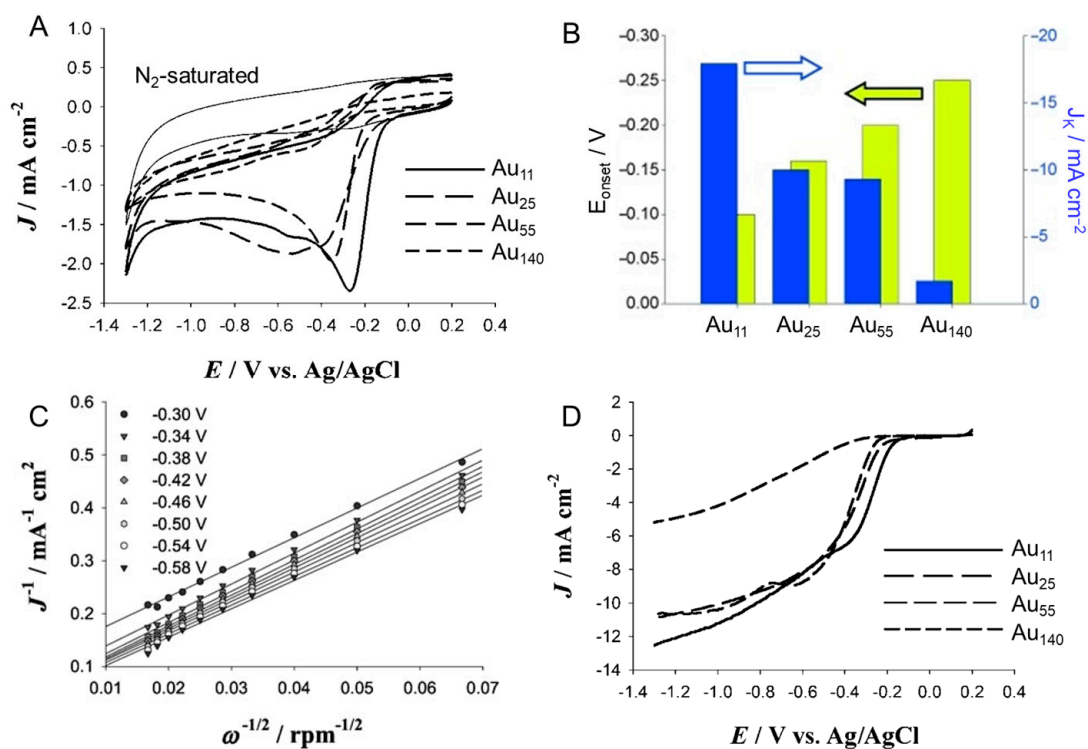 A
N₂-saturated
1.0
0.5
0.0
-0.5
-1.0
-1.5
-2.0
-2.5
J / mA cm⁻²
Au₁₁
Au₂₅
Au₅₅
Au₁₄₀
-1.4 -1.2 -1.0 -0.8 -0.6 -0.4 -0.2 0.0 0.2 0.4
E / V vs. Ag/AgCl
B
-0.30
-0.25
-0.20
-0.15
-0.10
-0.05
0.00
E onset / V
-20
-15
-10
-5
0
J K / mA cm⁻²
Au₁₁ Au₂₅ Au₅₅ Au₁₄₀
C
0.6
0.5
0.4
0.3
0.2
0.1
J⁻¹ / mA⁻¹ cm²
-0.30 V
-0.34 V
-0.38 V
-0.42 V
-0.46 V
-0.50 V
-0.54 V
-0.58 V
0.01 0.02 0.03 0.04 0.05 0.06 0.07
ω⁻¹/² / rpm⁻¹/²
D
2
0
-2
-4
-6
-8
-10
-12
-14
J / mA cm⁻²
Au₁₁
Au₂₅
Au₅₅
Au₁₄₀
-1.4 -1.2 -1.0 -0.8 -0.6 -0.4 -0.2 0.0 0.2 0.4
E / V vs. Ag/AgCl